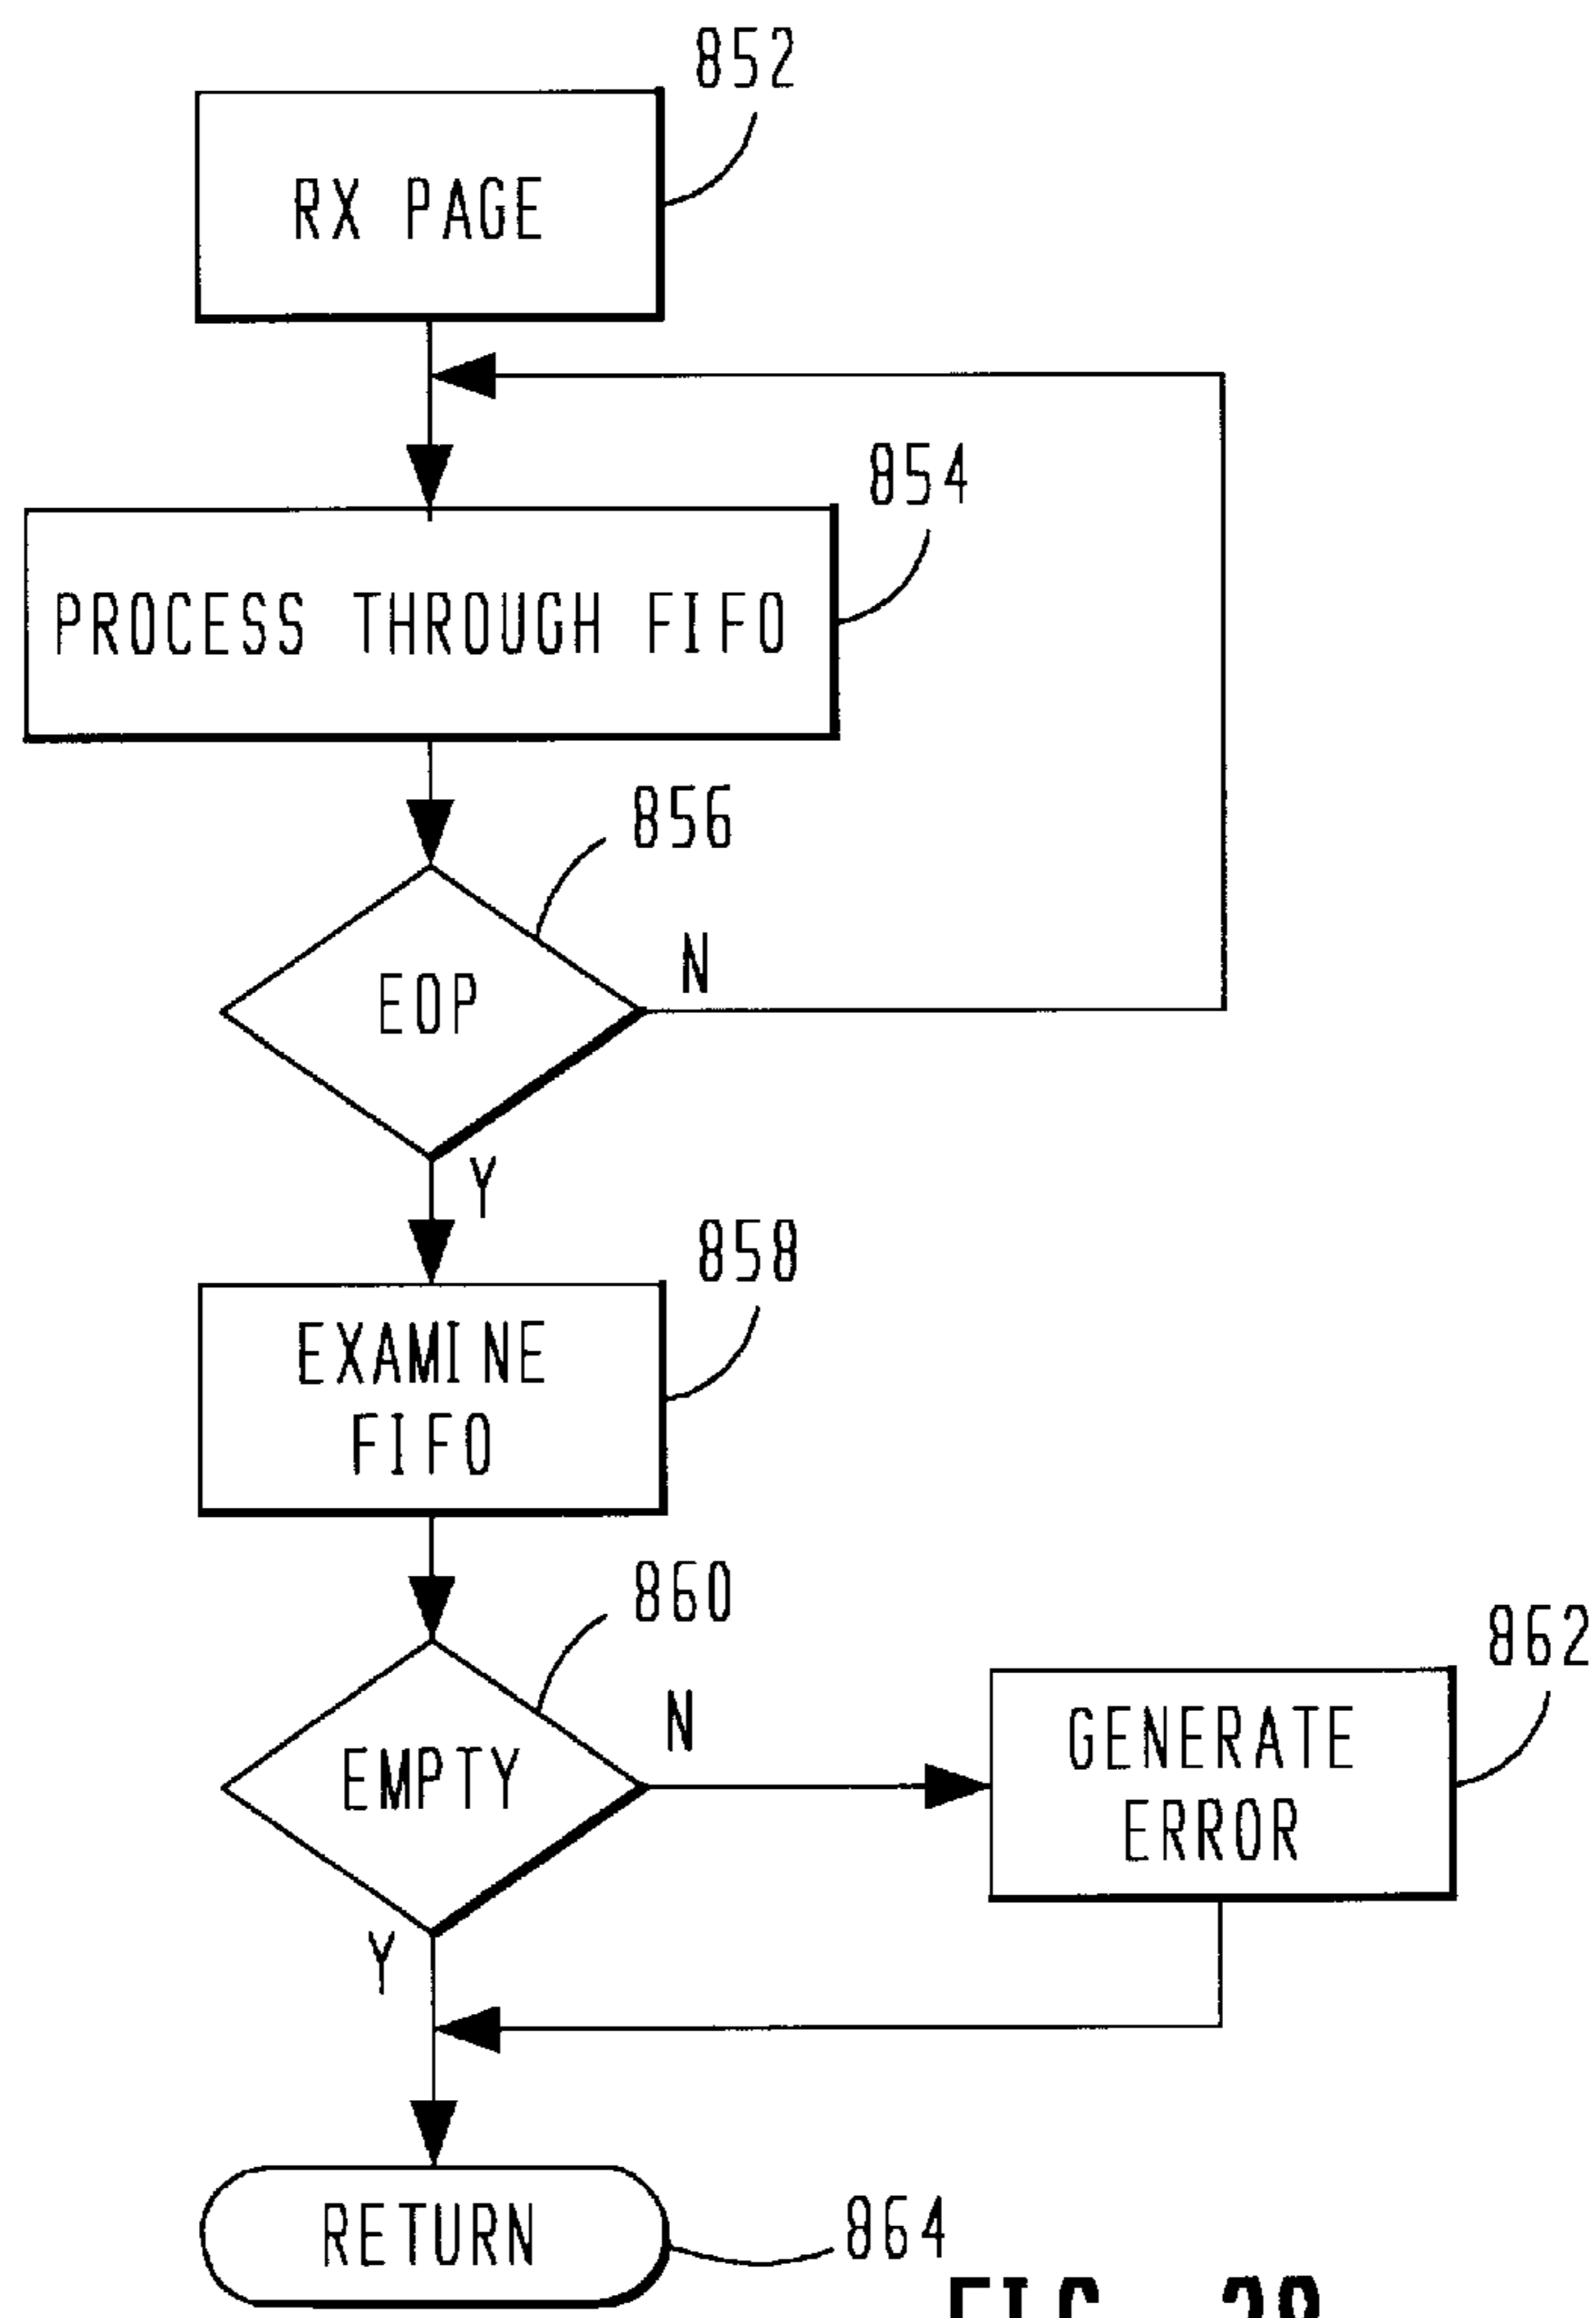 852
RX PAGE
854
PROCESS THROUGH FIFO
856
EOP
N
Y
858
EXAMINE
FIFO
860
EMPTY
N
862
GENERATE
ERROR
Y
RETURN
864